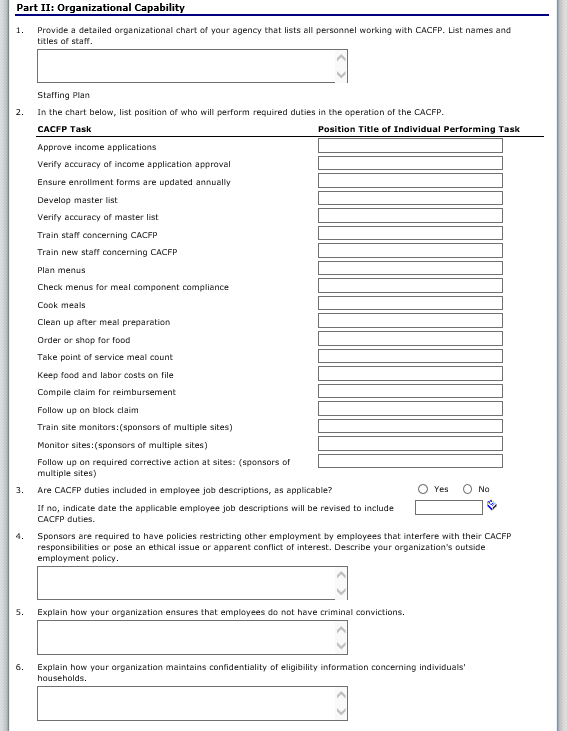 Part II: Organizational Capability
1. Provide a detailed organizational chart of your agency that lists all personnel working with CACFP. List names and
titles of staff.
Staffing Plan
2. In the chart below, list position of who will perform required duties in the operation of the CACFP.
CACFP Task Position Title of Individual Performing Task
Approve income applications
Verify accuracy of income application approval
Ensure enrollment forms are updated annually
Develop master list
Verify accuracy of master list
Train staff concerning CACFP
Train new staff concerning CACFP
Plan menus
Check menus for meal component compliance
Cook meals
Clean up after meal preparation
Order or shop for food
Take point of service meal count
Keep food and labor costs on file
Compile claim for reimbursement
Follow up on block claim
Train site monitors:(sponsors of multiple sites)
Monitor sites:(sponsors of multiple sites)
Follow up on required corrective action at sites: (sponsors of
multiple sites)
3. Are CACFP duties included in employee job descriptions, as applicable? Yes No
If no, indicate date the applicable employee job descriptions will be revised to include
CACFP duties.
4. Sponsors are required to have policies restricting other employment by employees that interfere with their CACFP
responsibilities or pose an ethical issue or apparent conflict of interest. Describe your organization's outside
employment policy.
5. Explain how your organization ensures that employees do not have criminal convictions.
6. Explain how your organization maintains confidentiality of eligibility information concerning individuals'
households.